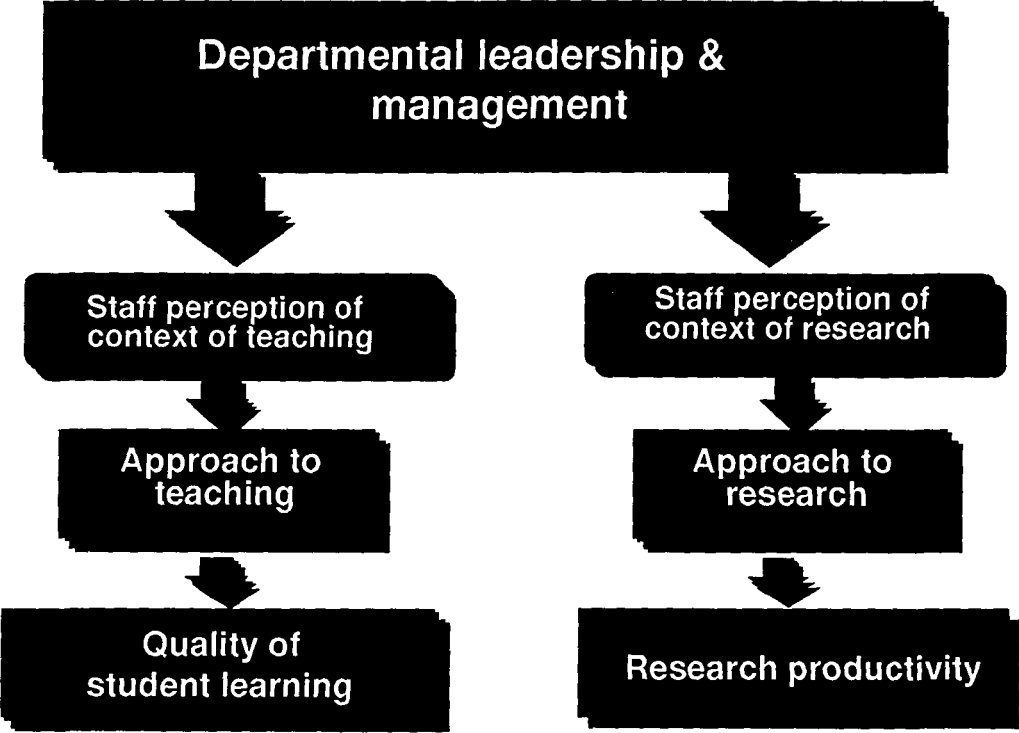 Departmental leadership &
management
Staff perception of
context of teaching
Staff perception of
context of research
Approach to
teaching
Approach to
research
Quality of
student learning
Research productivity